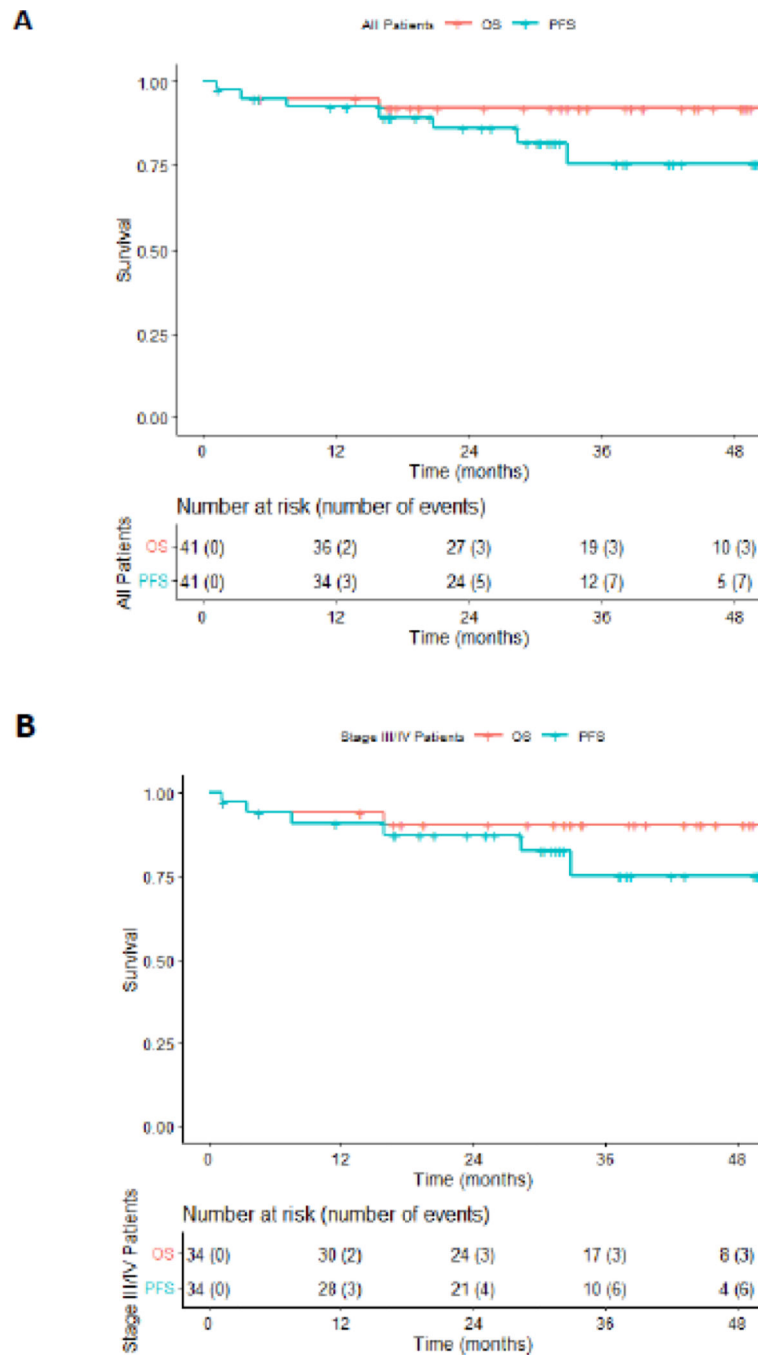 A
All Patients OS PFS
1.00
0.75
0.50
0.25
0.00
Survival
0 12 24 36 48
Time (months)
Number at risk (number of events)
All Patients
OS 41 (0) 36 (2) 27 (3) 19 (3) 10 (3)
PFS 41 (0) 34 (3) 24 (5) 12 (7) 5 (7)
0 12 24 36 48
Time (months)
B
Stage III/IV Patients OS PFS
1.00
0.75
0.50
0.25
0.00
Survival
0 12 24 36 48
Time (months)
Number at risk (number of events)
Stage III/IV Patients
OS 34 (0) 30 (2) 24 (3) 17 (3) 8 (3)
PFS 34 (0) 28 (3) 21 (4) 10 (6) 4 (6)
0 12 24 36 48
Time (months)